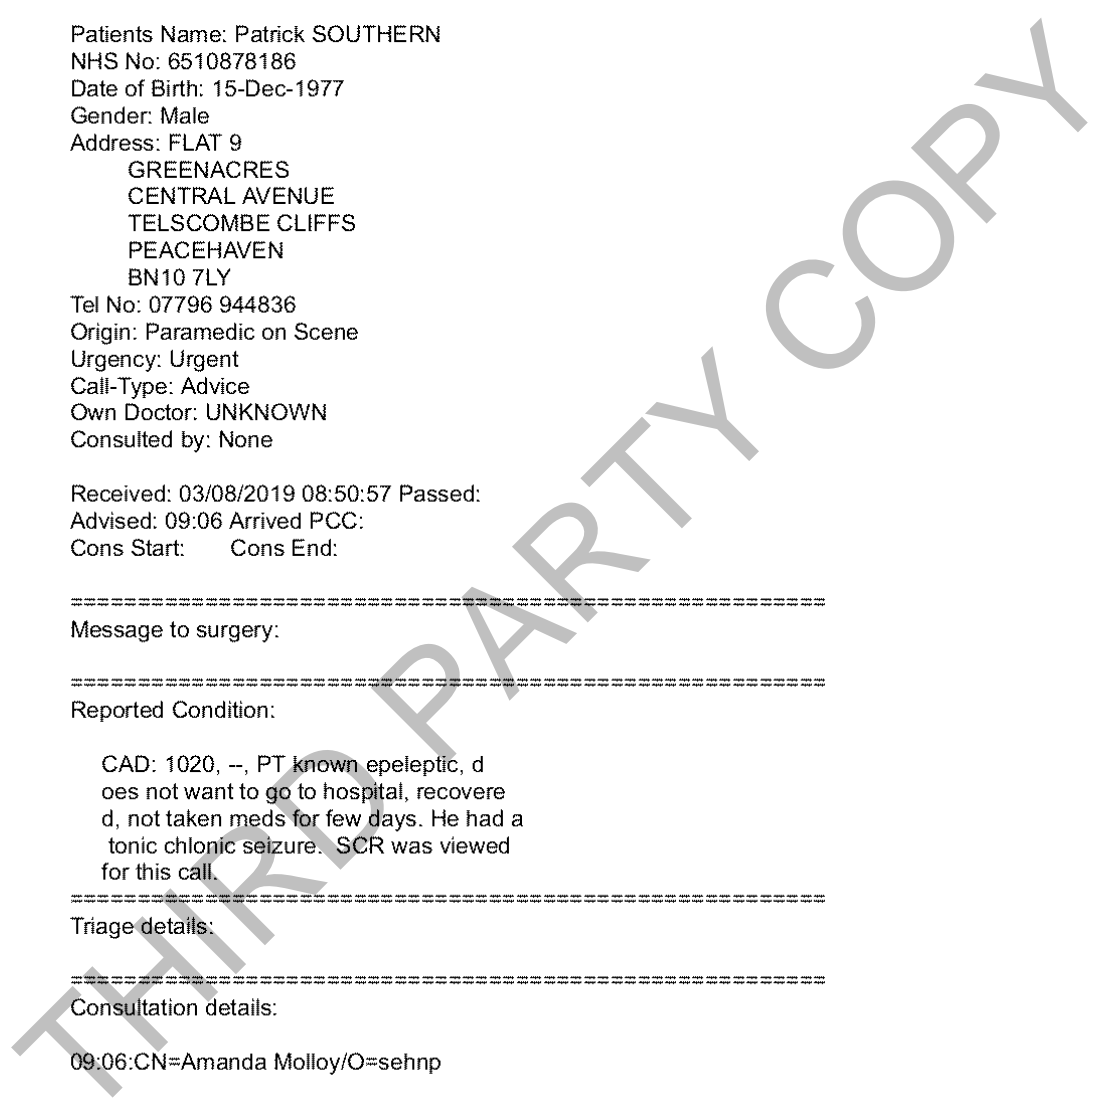 Patients Name: Patrick SOUTHERN
NHS No: 6510878186
Date of Birth: 15-Dec-1977
Gender: Male
Address: FLAT 9
GREENACRES
CENTRAL AVENUE
TELSCOMBE CLIFFS
PEACEHAVEN
BN10 7LY
Tel No: 07796 944836
Origin: Paramedic on Scene
Urgency: Urgent
Call-Type: Advice
Own Doctor: UNKNOWN
Consulted by: None
Received: 03/08/2019 08:50:57 Passed:
Advised: 09:06 Arrived PCC:
Cons Start: Cons End:
========================================================
Message to surgery:
========================================================
Reported Condition:
CAD: 1020, --, PT known epeleptic, d
oes not want to go to hospital, recovere
d, not taken meds for few days. He had a
tonic chlonic seizure. SCR was viewed
for this call.
========================================================
Triage details:
========================================================
Consultation details:
09:06:CN=Amanda Molloy/O=sehnp
THIRD PARTY COPY